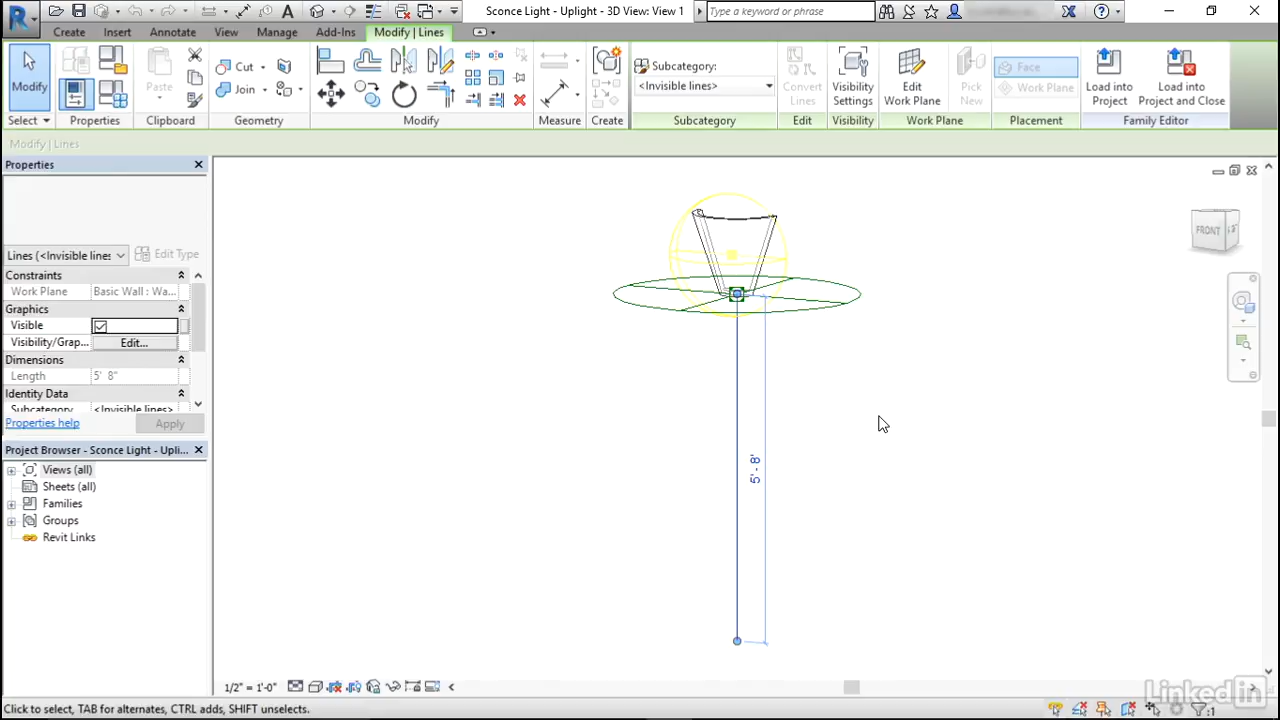 Sconce Light - Uplight - 3D View: View 1
Type a keyword or phrase
Create Insert Annotate View Manage Add-Ins Modify | Lines
Modify
Paste
Cut
Join
Subcategory:
<Invisible lines>
Convert Lines
Visibility Settings
Edit Work Plane
Pick New
Face
Work Plane
Load into Project
Load into Project and Close
Select Properties Clipboard Geometry Modify Measure Create Subcategory Edit Visibility Work Plane Placement Family Editor
Modify | Lines
Properties
Lines (<Invisible lines
Edit Type
Constraints
Work Plane Basic Wall : Wa...
Graphics
Visible
Visibility/Grap... Edit...
Dimensions
Length 5' 8"
Identity Data
Subcategory <Invisible lines>
Properties help
Apply
Project Browser - Sconce Light - Upli...
Views (all)
Sheets (all)
Families
Groups
Revit Links
FRONT
5' - 8"
1/2" = 1'-0"
Click to select, TAB for alternates, CTRL adds, SHIFT unselects.
:1
Linked in